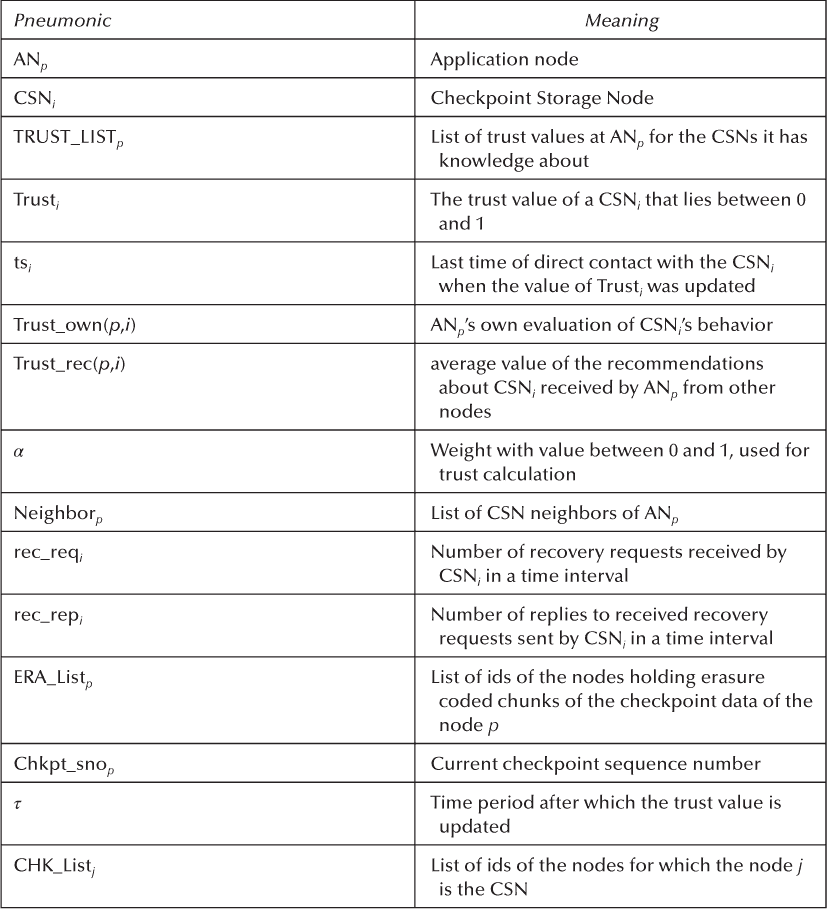 Pneumonic Meaning
ANp Application node
CSNi Checkpoint Storage Node
TRUST_LISTp List of trust values at ANp for the CSNs it has
knowledge about
Trusti The trust value of a CSNi that lies between 0
and 1
tsi Last time of direct contact with the CSNi
when the value of Trusti was updated
Trust_own(p,i) ANp's own evaluation of CSNi's behavior
Trust_rec(p,i) average value of the recommendations
about CSNi received by ANp from other
nodes
α Weight with value between 0 and 1, used for
trust calculation
Neighborp List of CSN neighbors of ANp
rec_reqi Number of recovery requests received by
CSNi in a time interval
rec_repi Number of replies to received recovery
requests sent by CSNi in a time interval
ERA_Listp List of ids of the nodes holding erasure
coded chunks of the checkpoint data of the
node p
Chkpt_snop Current checkpoint sequence number
τ Time period after which the trust value is
updated
CHK_Listj List of ids of the nodes for which the node j
is the CSN